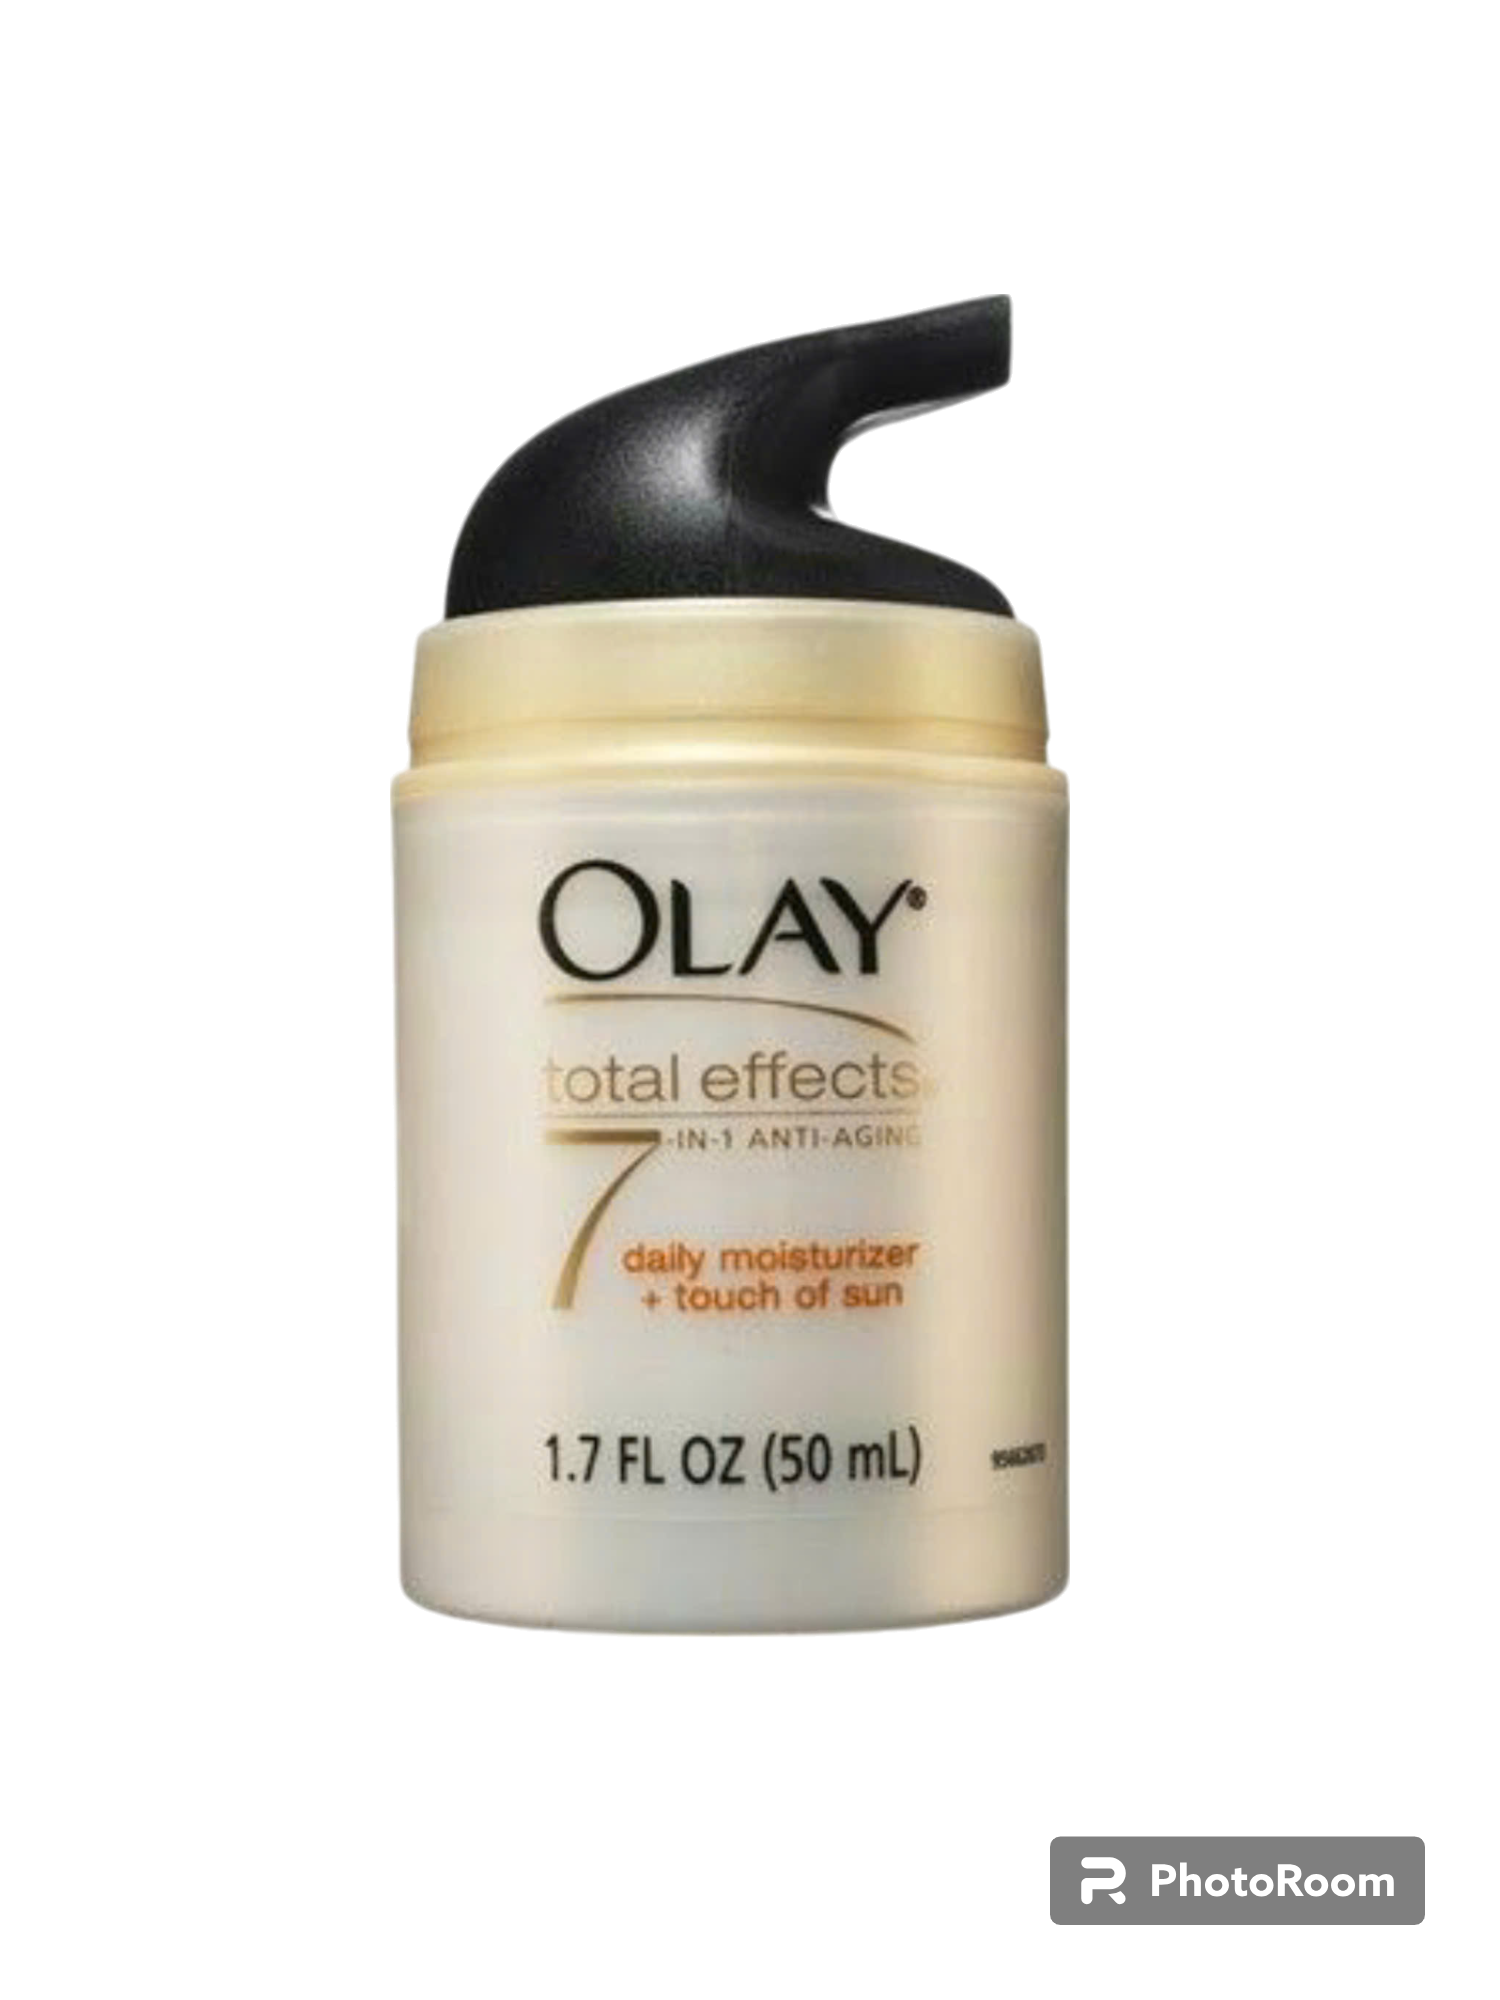 OLAY®
total effects
7-IN-1 ANTI-AGING
daily moisturizer
+ touch of sun
1.7 FL OZ (50 mL)
PhotoRoom